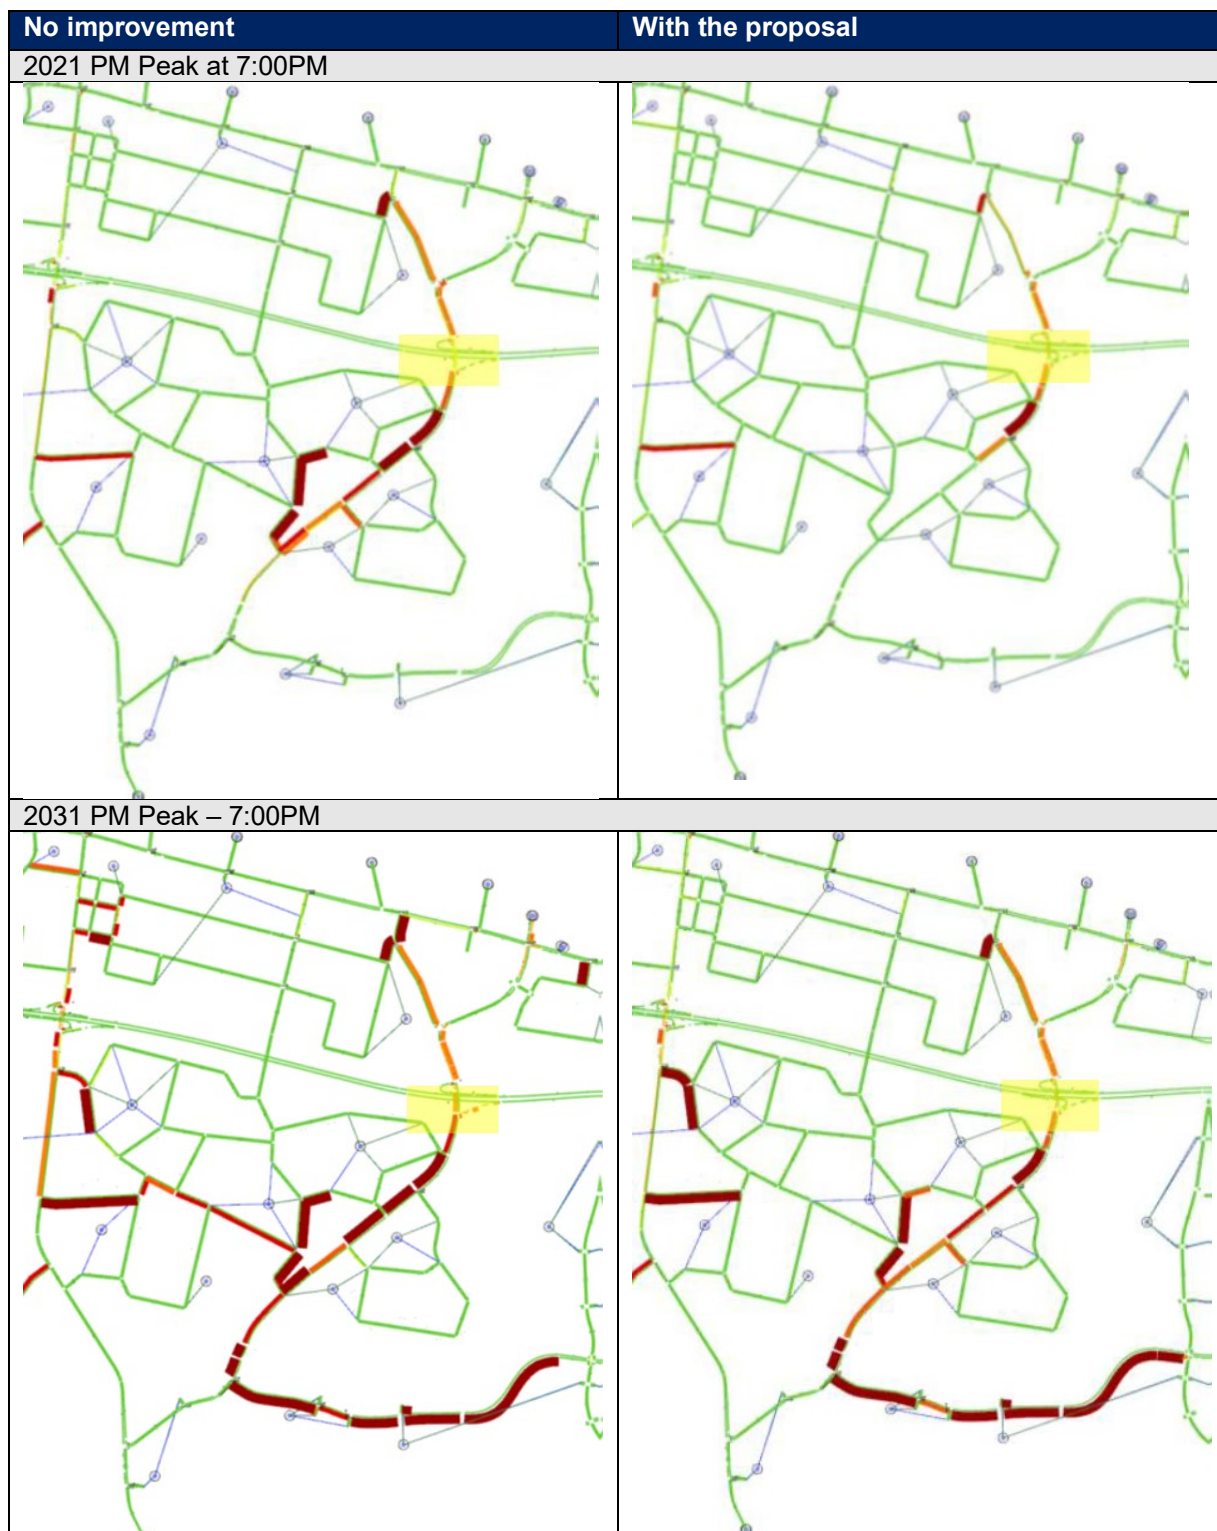 No improvement
With the proposal
2021 PM Peak at 7:00PM
2031 PM Peak – 7:00PM